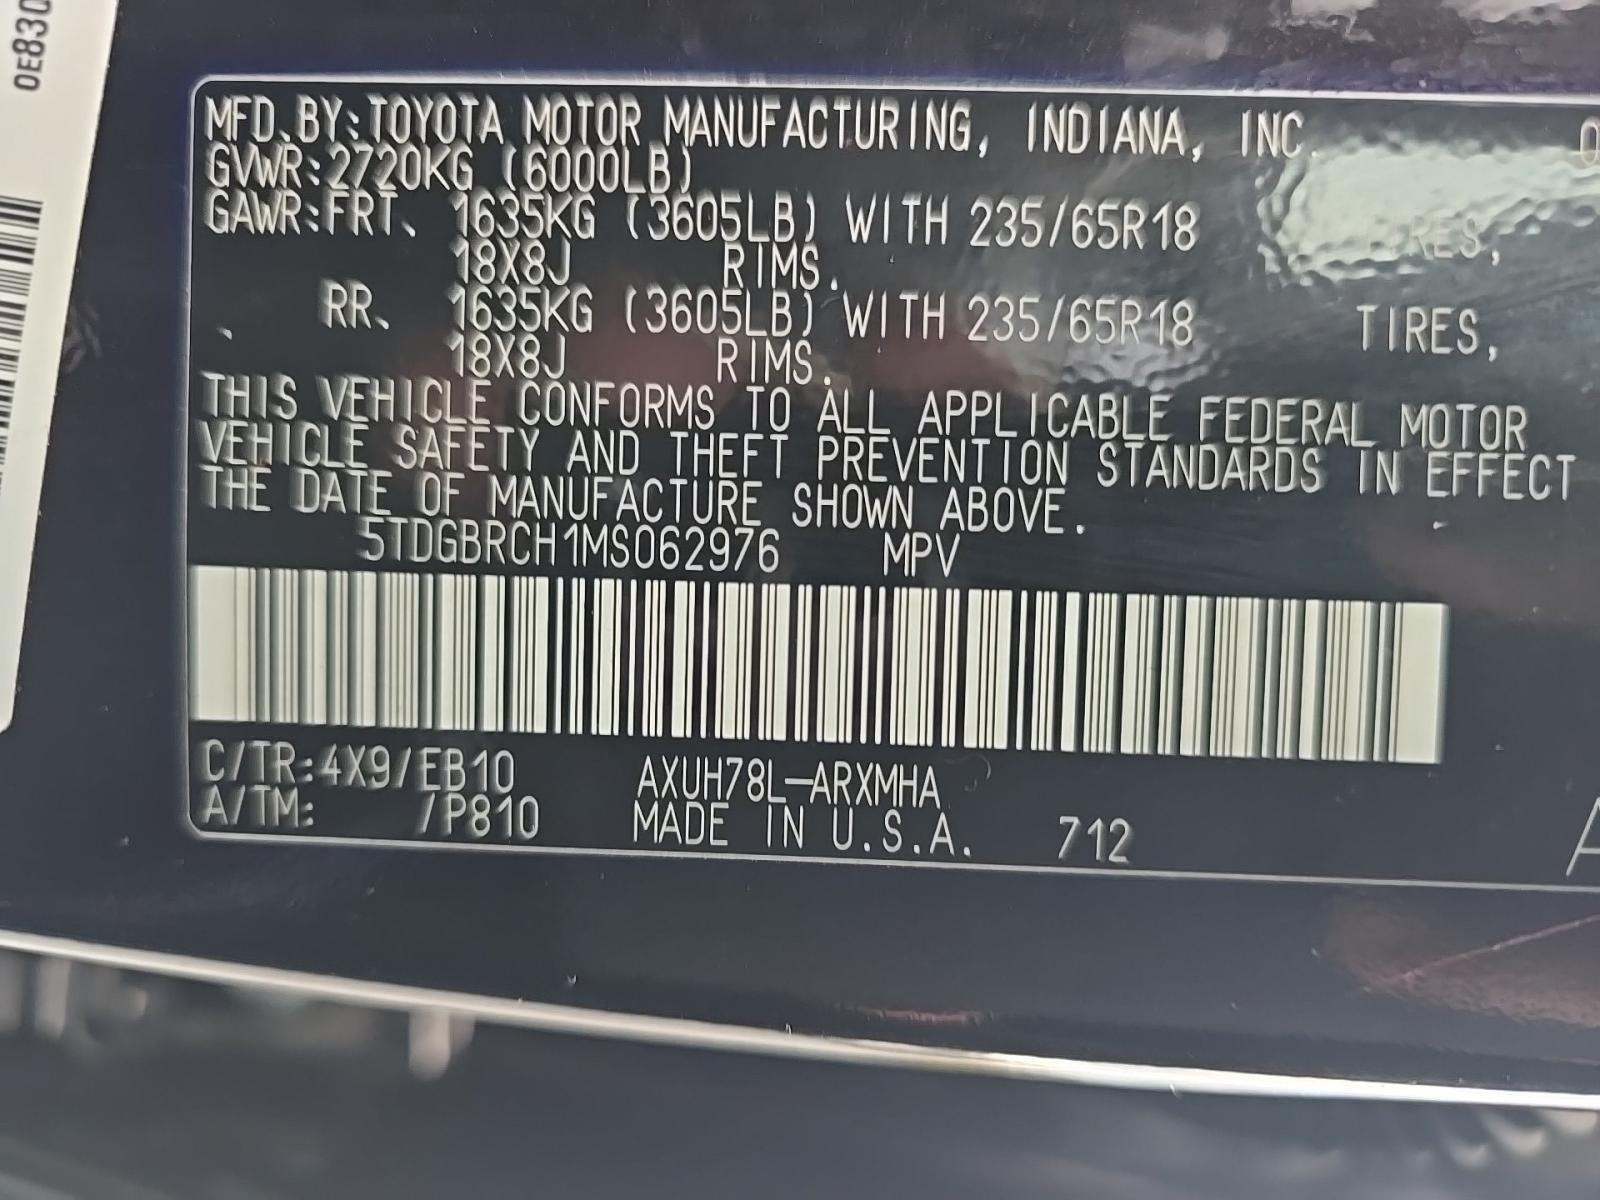 0E830
MFD.BY:TOYOTA MOTOR MANUFACTURING, INDIANA, INC. 0
GVWR:2720KG (6000LB)
GAWR:FRT. 1635KG (3605LB) WITH 235/65R18 TIRES,
18X8J RIMS.
RR. 1635KG (3605LB) WITH 235/65R18 TIRES,
18X8J RIMS.
THIS VEHICLE CONFORMS TO ALL APPLICABLE FEDERAL MOTOR
VEHICLE SAFETY AND THEFT PREVENTION STANDARDS IN EFFECT
THE DATE OF MANUFACTURE SHOWN ABOVE.
5TDGBRCH1MS062976 MPV
C/TR:4X9/EB10 AXUH78L-ARXMHA
A/TM: /P810 MADE IN U.S.A. 712
A